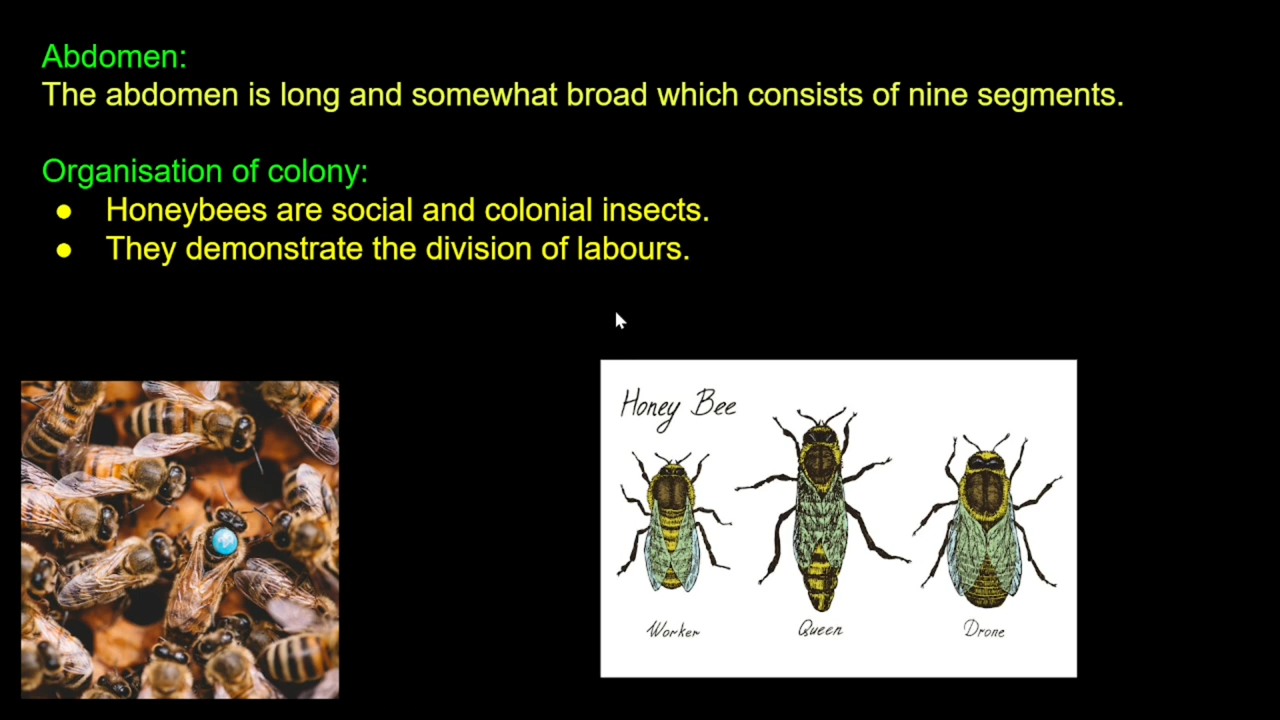 Abdomen:
The abdomen is long and somewhat broad which consists of nine segments.
Organisation of colony:
● Honeybees are social and colonial insects.
● They demonstrate the division of labours.
Honey Bee
Worker
Queen
Drone